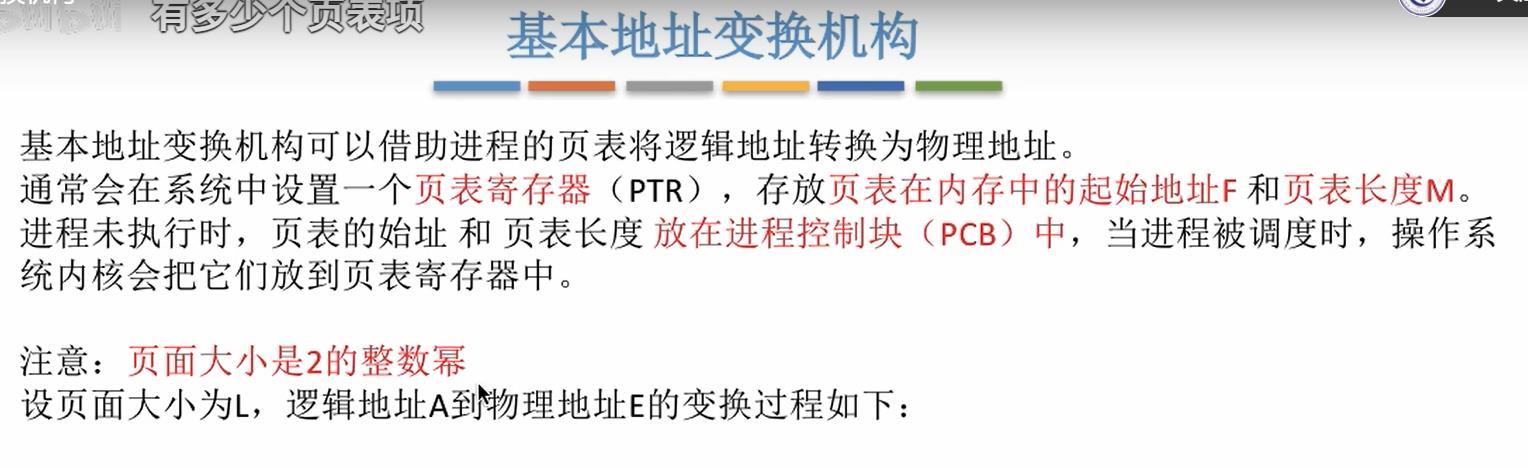 有多少个页表项
基本地址变换机构
基本地址变换机构可以借助进程的页表将逻辑地址转换为物理地址。
通常会在系统中设置一个页表寄存器（PTR），存放页表在内存中的起始地址F 和页表长度M。
进程未执行时，页表的始址 和 页表长度 放在进程控制块（PCB）中，当进程被调度时，操作系
统内核会把它们放到页表寄存器中。
注意：页面大小是2的整数幂
设页面大小为L，逻辑地址A到物理地址E的变换过程如下：